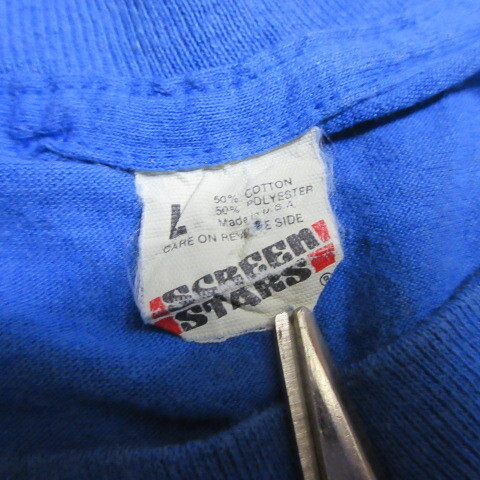 L
50% COTTON
50% POLYESTER
Made in U.S.A.
CARE ON REVERSE SIDE
SCREEN
STARS®